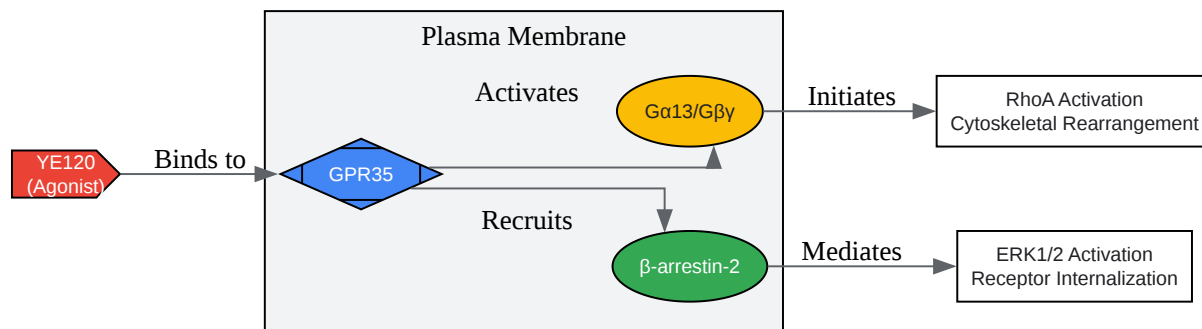 Plasma Membrane
YE120
(Agonist)
Binds to
GPR35
Activates
Gα13/Gβγ
Initiates
RhoA Activation
Cytoskeletal Rearrangement
Recruits
β-arrestin-2
Mediates
ERK1/2 Activation
Receptor Internalization